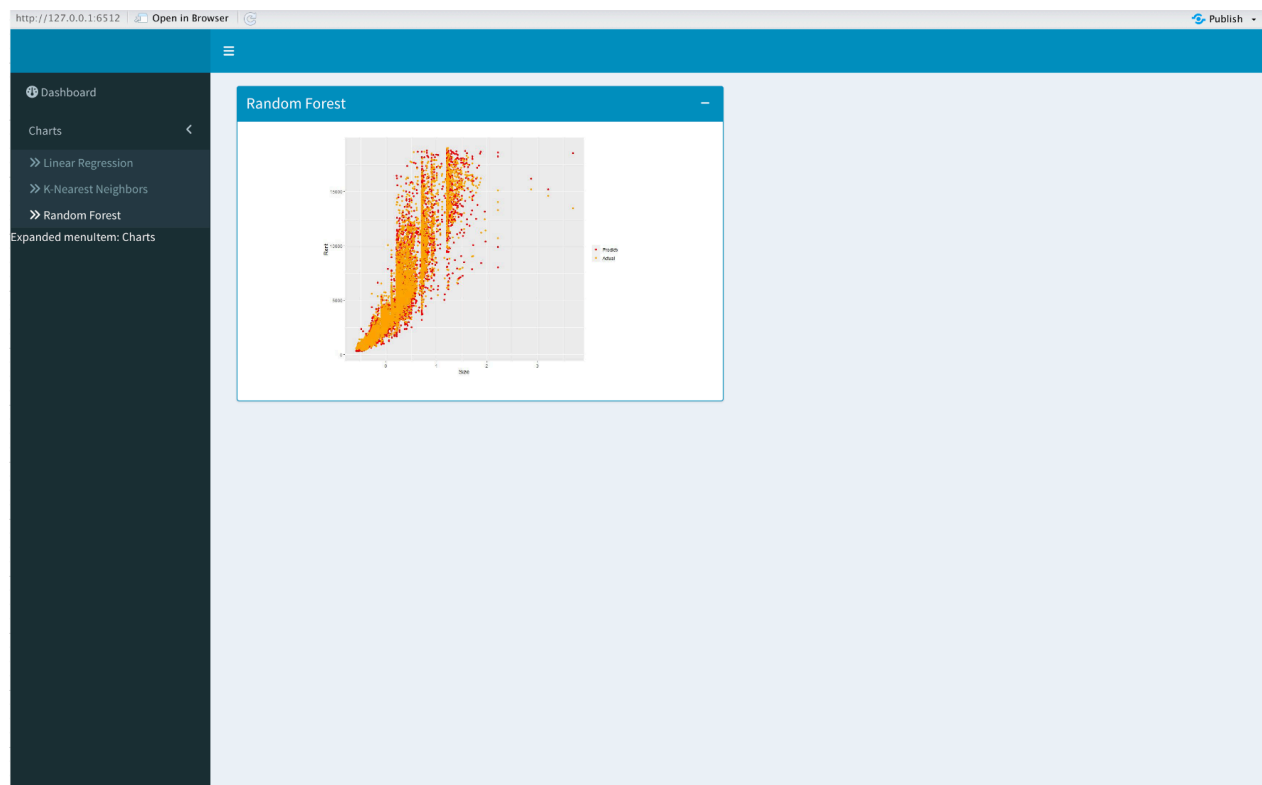 http://127.0.0.1:6512 Open in Browser Publish
Dashboard
Charts
Linear Regression
K-Nearest Neighbors
Random Forest
Expanded menuItem: Charts
Random Forest
15000
10000
5000
0
Rent
0 1 2 3
Size
Actual